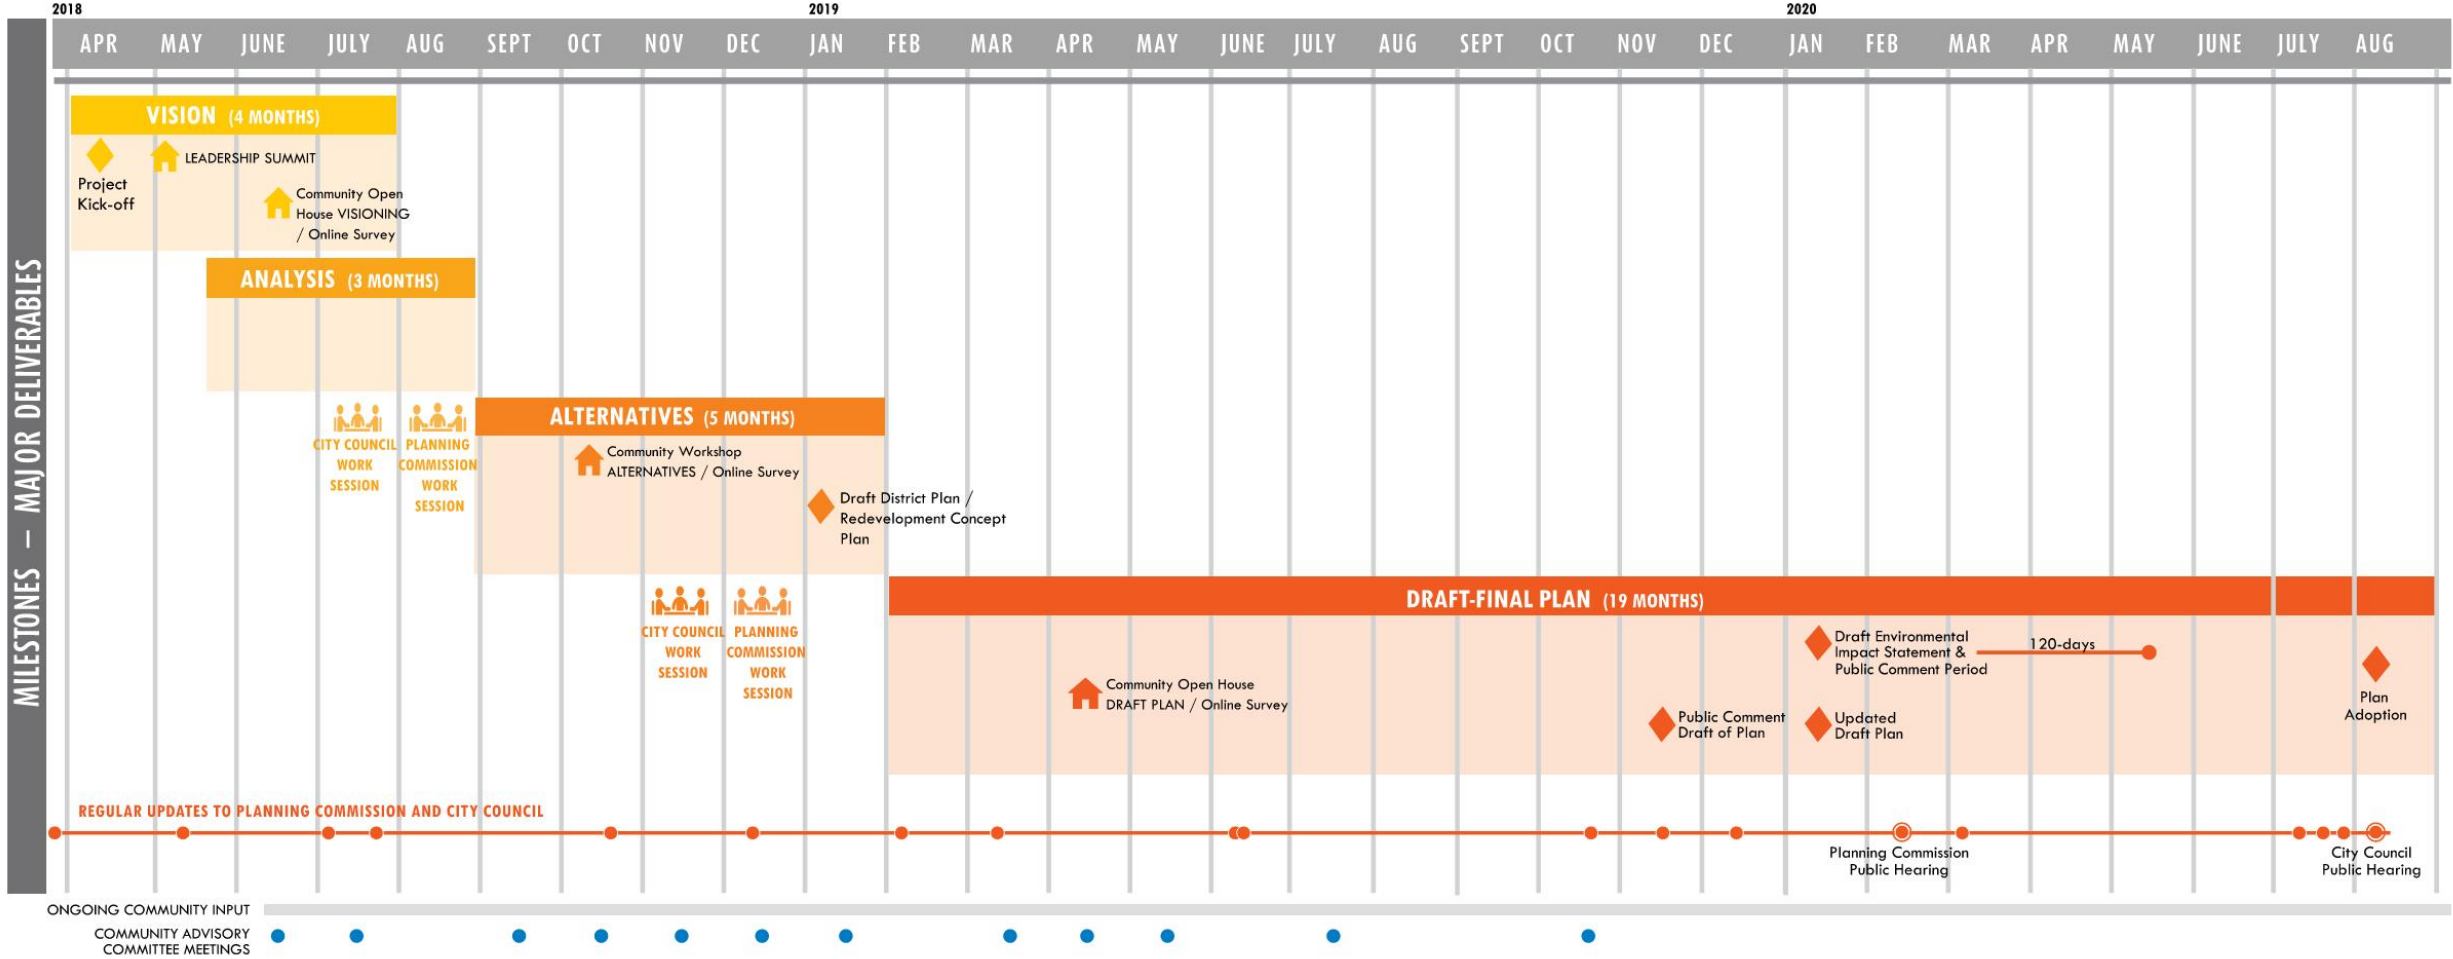 2018 2019 2020
APR MAY JUNE JULY AUG SEPT OCT NOV DEC JAN FEB MAR APR MAY JUNE JULY AUG SEPT OCT NOV DEC JAN FEB MAR APR MAY JUNE JULY AUG
MILESTONES – MAJOR DELIVERABLES
VISION (4 MONTHS)
Project
Kick-off
LEADERSHIP SUMMIT
Community Open
House VISIONING
/ Online Survey
ANALYSIS (3 MONTHS)
CITY COUNCIL
WORK
SESSION
PLANNING
COMMISSION
WORK
SESSION
ALTERNATIVES (5 MONTHS)
Community Workshop
ALTERNATIVES / Online Survey
Draft District Plan /
Redevelopment Concept
Plan
CITY COUNCIL
WORK
SESSION
PLANNING
COMMISSION
WORK
SESSION
DRAFT-FINAL PLAN (19 MONTHS)
Community Open House
DRAFT PLAN / Online Survey
Public Comment
Draft of Plan
Draft Environmental
Impact Statement &
Public Comment Period
120-days
Updated
Draft Plan
Plan
Adoption
REGULAR UPDATES TO PLANNING COMMISSION AND CITY COUNCIL
Planning Commission
Public Hearing
City Council
Public Hearing
ONGOING COMMUNITY INPUT
COMMUNITY ADVISORY
COMMITTEE MEETINGS